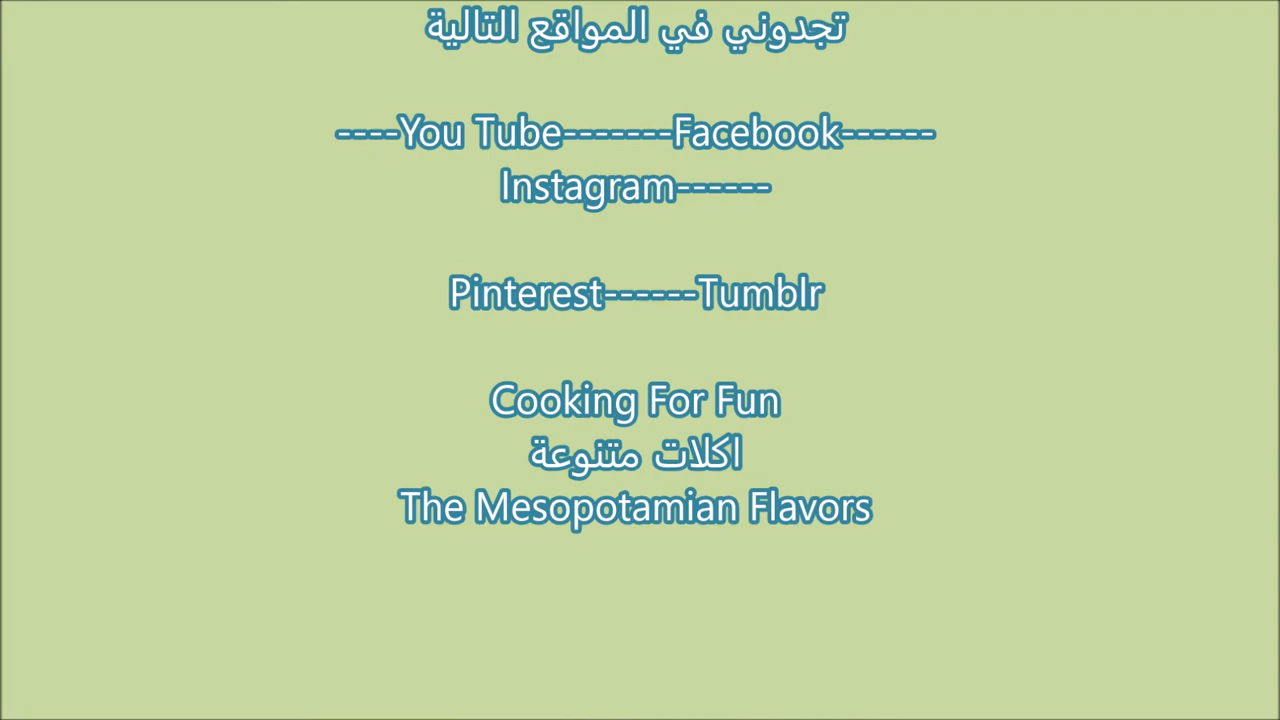 تجدوني في المواقع التالية
----You Tube-------Facebook------
Instagram------
Pinterest------Tumblr
Cooking For Fun
اكلات متنوعة
The Mesopotamian Flavors